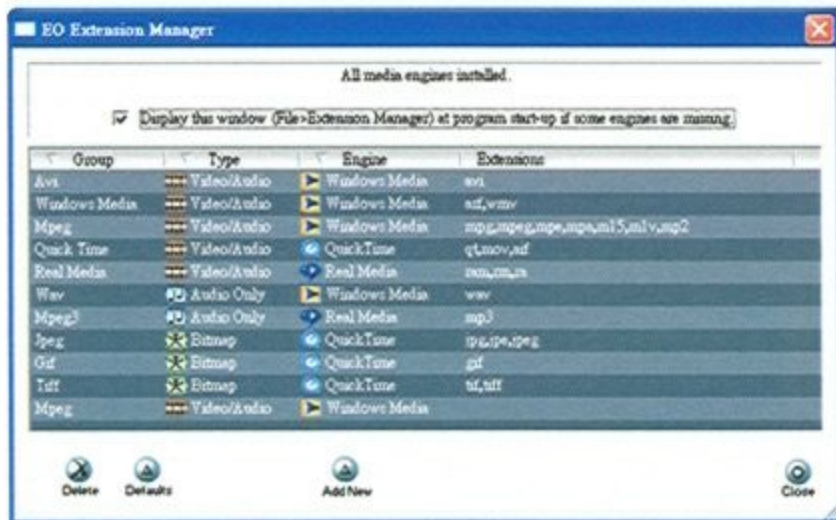 EO Extension Manager
All media engines installed.
Display this window (File>Extension Manager) at program start-up if some engines are missing.
Group Type Engine Extensions
Avi Video/Audio Windows Media avi
Windows Media Video/Audio Windows Media asf,wmv
Mpeg Video/Audio Windows Media mpg,mpeg,mpe,mpa,m15,m1v,mp2
Quick Time Video/Audio QuickTime qt,mov,aif
Real Media Video/Audio Real Media ram,rm,ra
Wav Audio Only Windows Media wav
Mpeg3 Audio Only Real Media mp3
Jpeg Bitmap QuickTime jpg,jpe,jpeg
Gif Bitmap QuickTime gif
Tiff Bitmap QuickTime tif,tiff
Mpeg Video/Audio Windows Media
Delete Defaults Add New Close